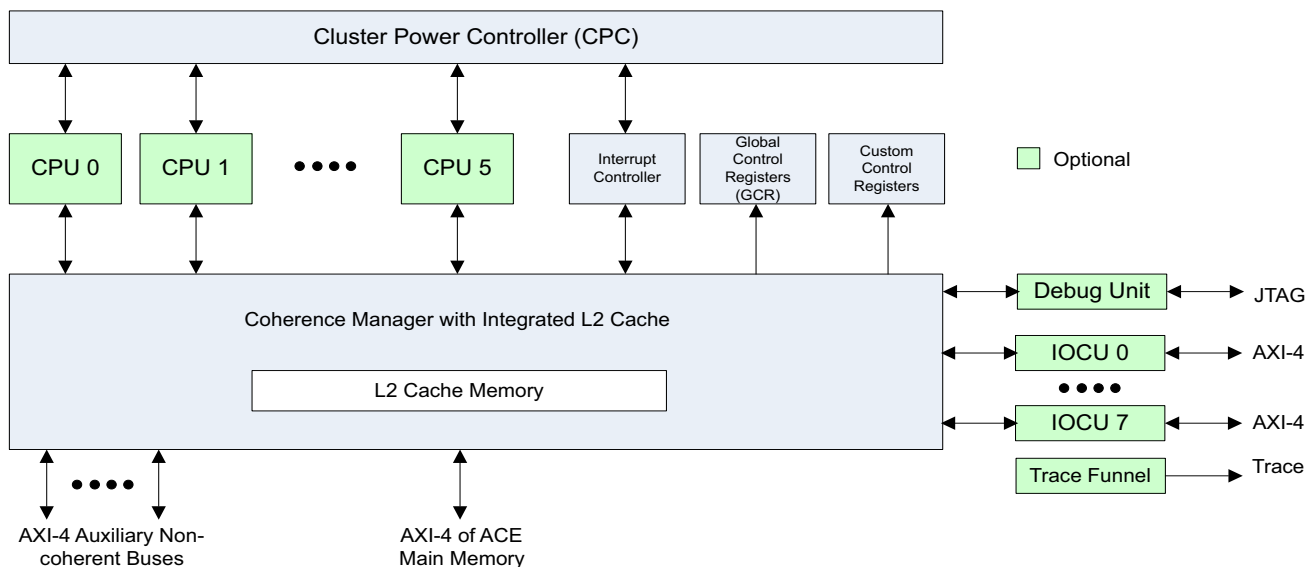 Cluster Power Controller (CPC)
CPU 0
CPU 1
CPU 5
Interrupt
Controller
Global
Control
Registers
(GCR)
Custom
Control
Registers
Optional
Coherence Manager with Integrated L2 Cache
L2 Cache Memory
Debug Unit
JTAG
IOCU 0
AXI-4
IOCU 7
AXI-4
Trace Funnel
Trace
AXI-4 Auxiliary Non-
coherent Buses
AXI-4 of ACE
Main Memory